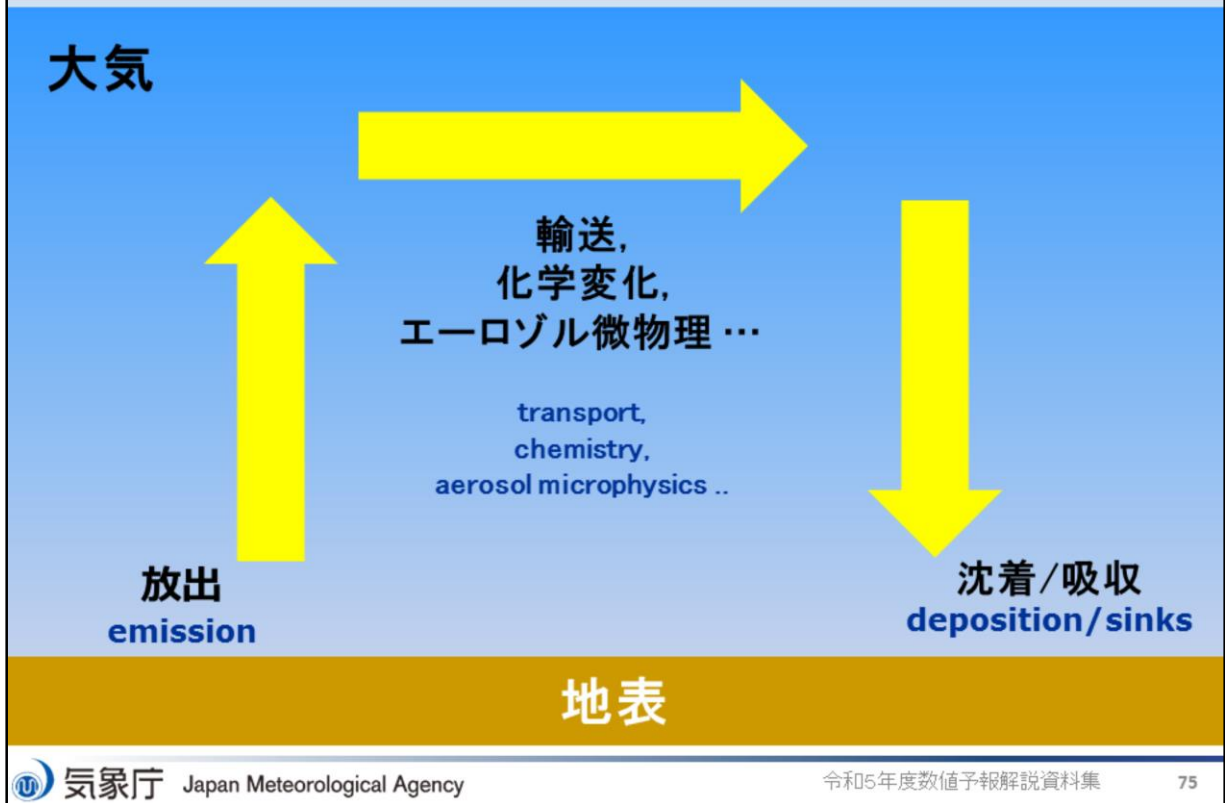 大気
輸送,
化学変化,
エーロゾル微物理 …
transport,
chemistry,
aerosol microphysics ..
放出
emission
沈着/吸収
deposition/sinks
地表
気象庁 Japan Meteorological Agency
令和5年度数値予報解説資料集
75